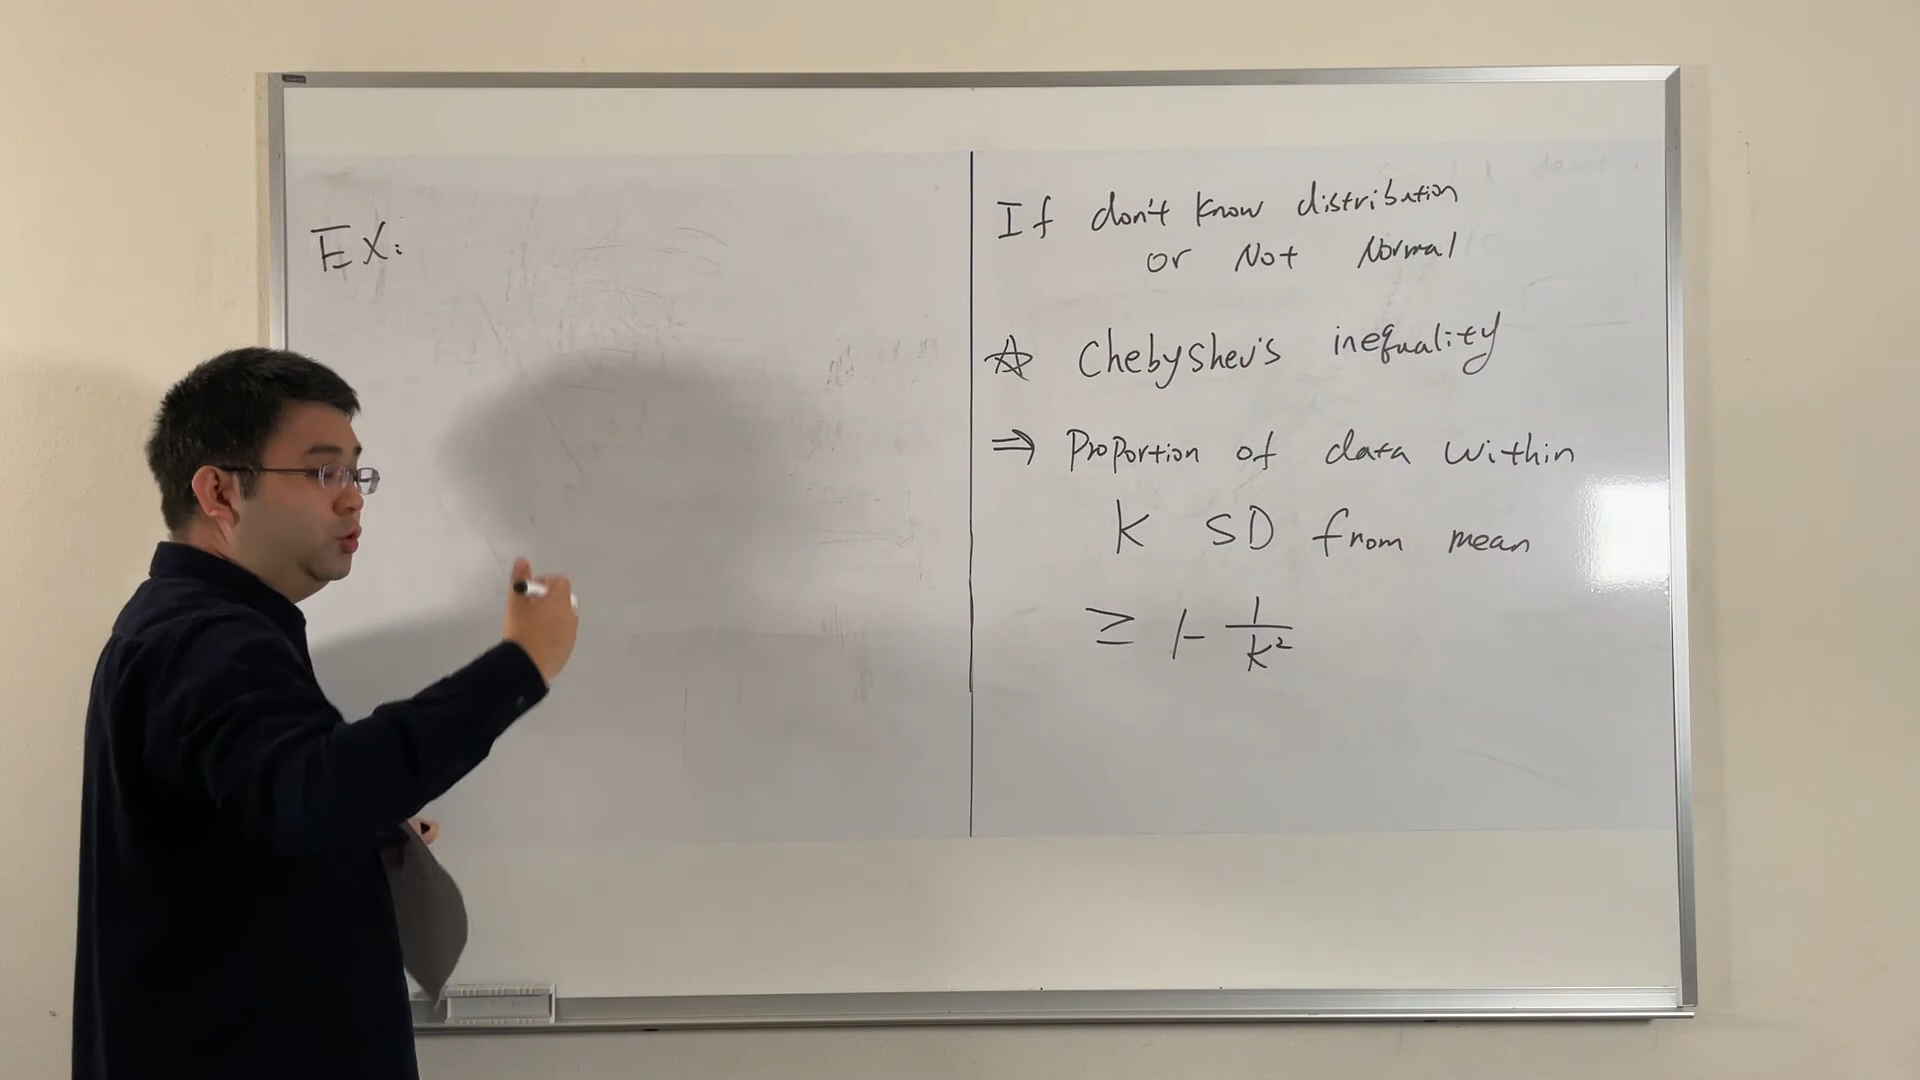 EX:
If don't know distribution
or Not Normal
☆ Chebyshev's inequality
⇒ Proportion of data within
K SD from mean
≥ 1 - 1/K²